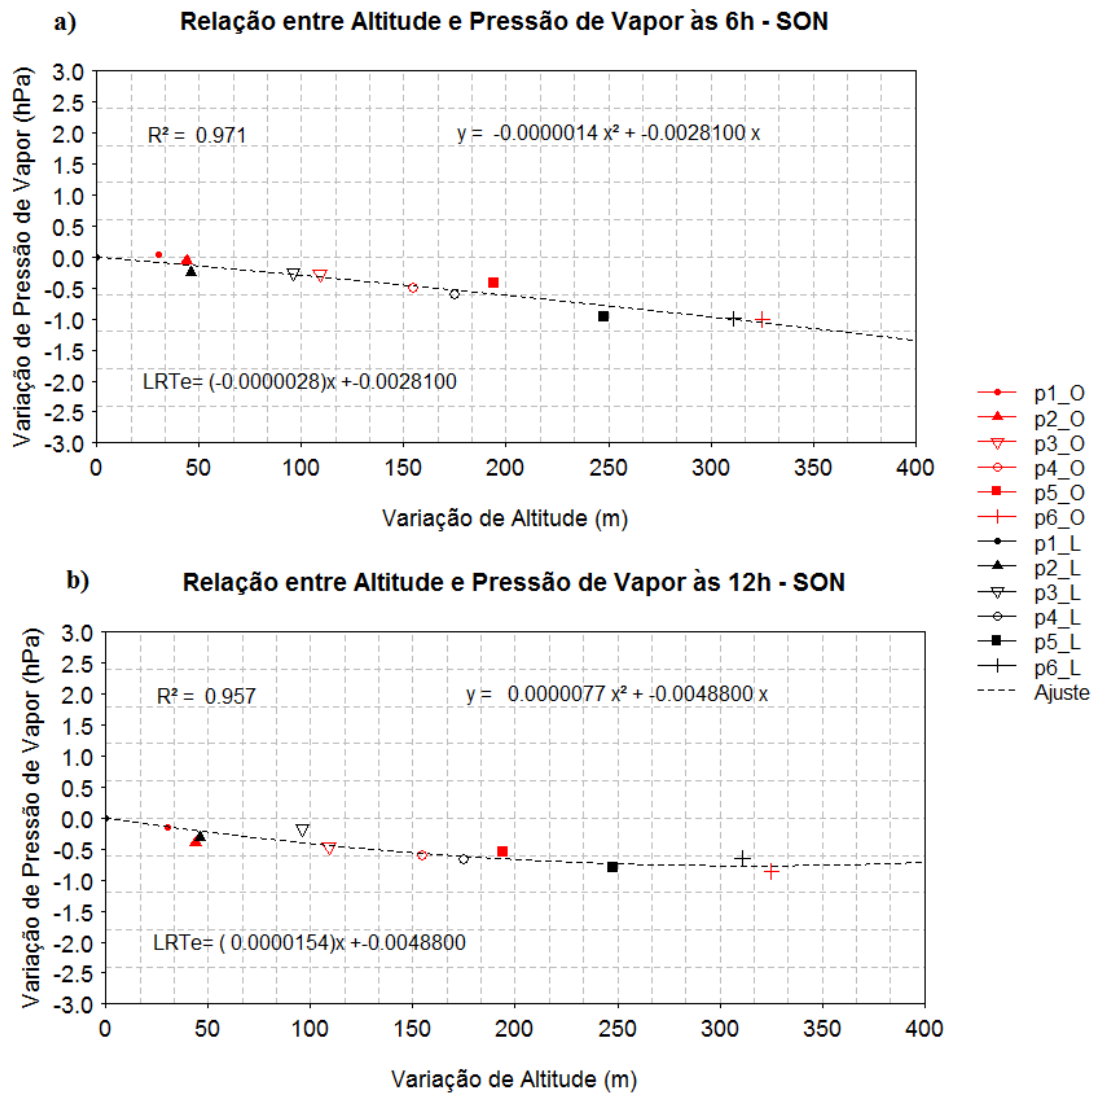 a) Relação entre Altitude e Pressão de Vapor às 6h - SON
Variação de Pressão de Vapor (hPa)
3.0
2.5
2.0
1.5
1.0
0.5
0.0
-0.5
-1.0
-1.5
-2.0
-2.5
-3.0
R² = 0.971 y = -0.0000014 x² + -0.0028100 x
LRTe= (-0.0000028)x +-0.0028100
0 50 100 150 200 250 300 350 400
Variação de Altitude (m)
p1_O
p2_O
p3_O
p4_O
p5_O
p6_O
p1_L
p2_L
p3_L
p4_L
p5_L
p6_L
Ajuste
b) Relação entre Altitude e Pressão de Vapor às 12h - SON
Variação de Pressão de Vapor (hPa)
3.0
2.5
2.0
1.5
1.0
0.5
0.0
-0.5
-1.0
-1.5
-2.0
-2.5
-3.0
R² = 0.957 y = 0.0000077 x² + -0.0048800 x
LRTe= ( 0.0000154)x +-0.0048800
0 50 100 150 200 250 300 350 400
Variação de Altitude (m)